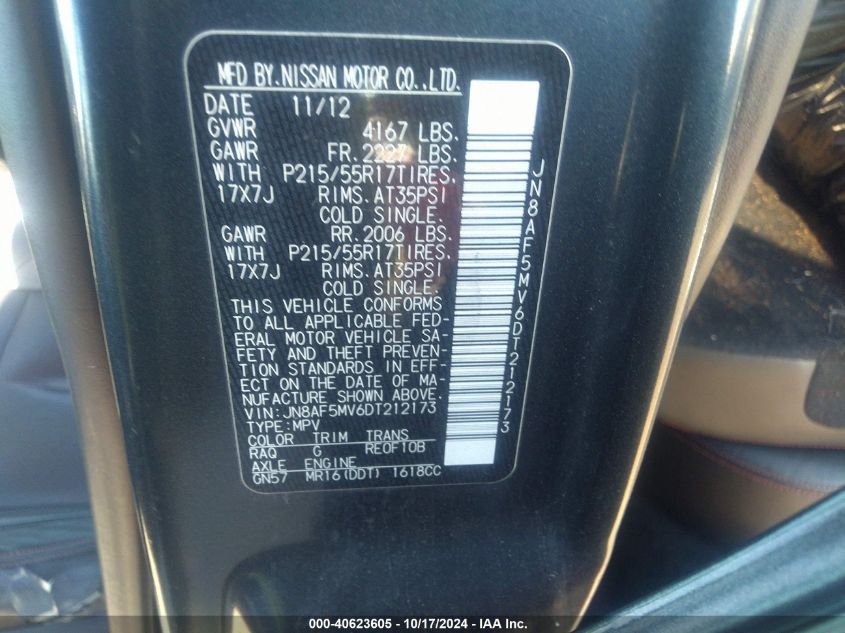 MFD BY.NISSAN MOTOR CO.,LTD.
DATE 11/12
GVWR 4167 LBS.
GAWR FR.2227 LBS.
WITH P215/55R17TIRES.
17X7J RIMS.AT35PSI
COLD SINGLE.
GAWR RR.2006 LBS.
WITH P215/55R17TIRES.
17X7J RIMS.AT35PSI
COLD SINGLE.
THIS VEHICLE CONFORMS
TO ALL APPLICABLE FED-
ERAL MOTOR VEHICLE SA-
FETY AND THEFT PREVEN-
TION STANDARDS IN EFF-
ECT ON THE DATE OF MA-
NUFACTURE SHOWN ABOVE.
VIN:JN8AF5MV6DT212173
TYPE:MPV
COLOR TRIM TRANS
RAQ G REOF10B
AXLE ENGINE
GN57 MR16(DDT) 1618CC
JN8AF5MV6DT212173
000-40623605 - 10/17/2024 - IAA Inc.